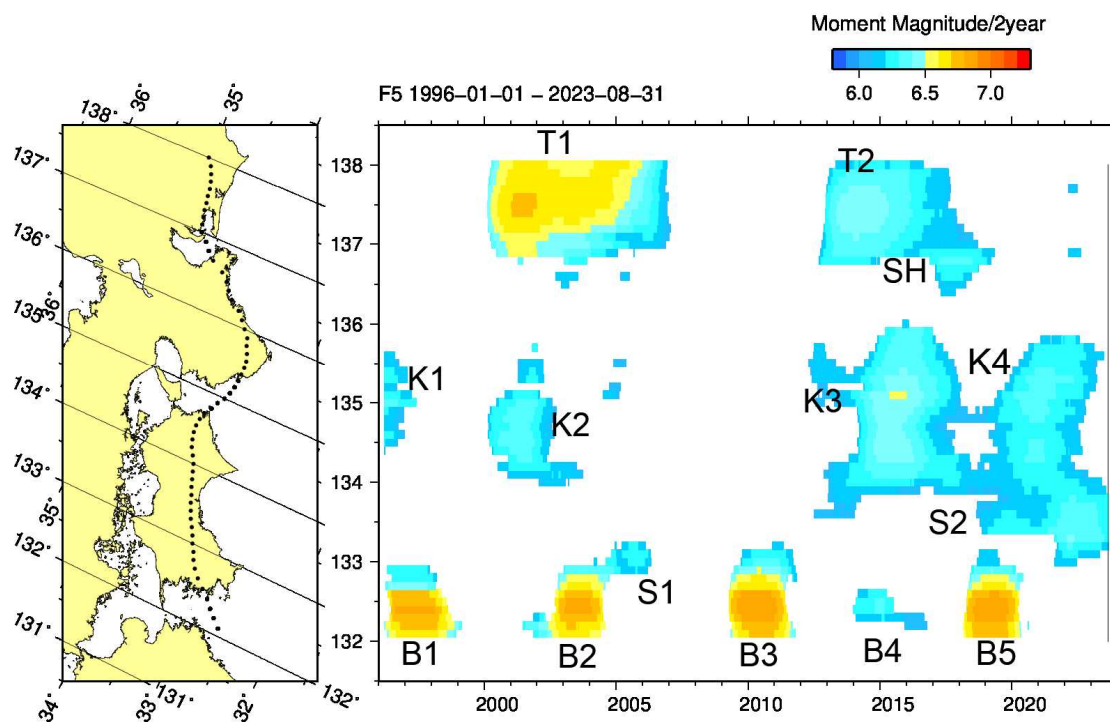 Moment Magnitude/2year
6.0 6.5 7.0
F5 1996−01−01 − 2023−08−31
36°
35°
138°
137°
136°
135°
36°
134°
133°
35°
132°
131°
34°
33°
131°
32°
132°
138
137
136
135
134
133
132
T1
T2
SH
K1
K2
K3
K4
S1
S2
B1
B2
B3
B4
B5
2000 2005 2010 2015 2020